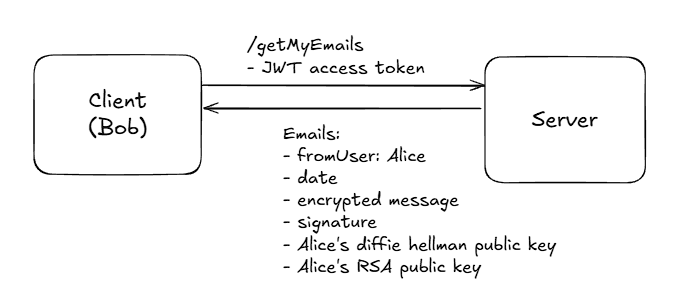 /getMyEmails
- JWT access token
Client
(Bob)
Server
Emails:
- fromUser: Alice
- date
- encrypted message
- signature
- Alice's diffie hellman public key
- Alice's RSA public key